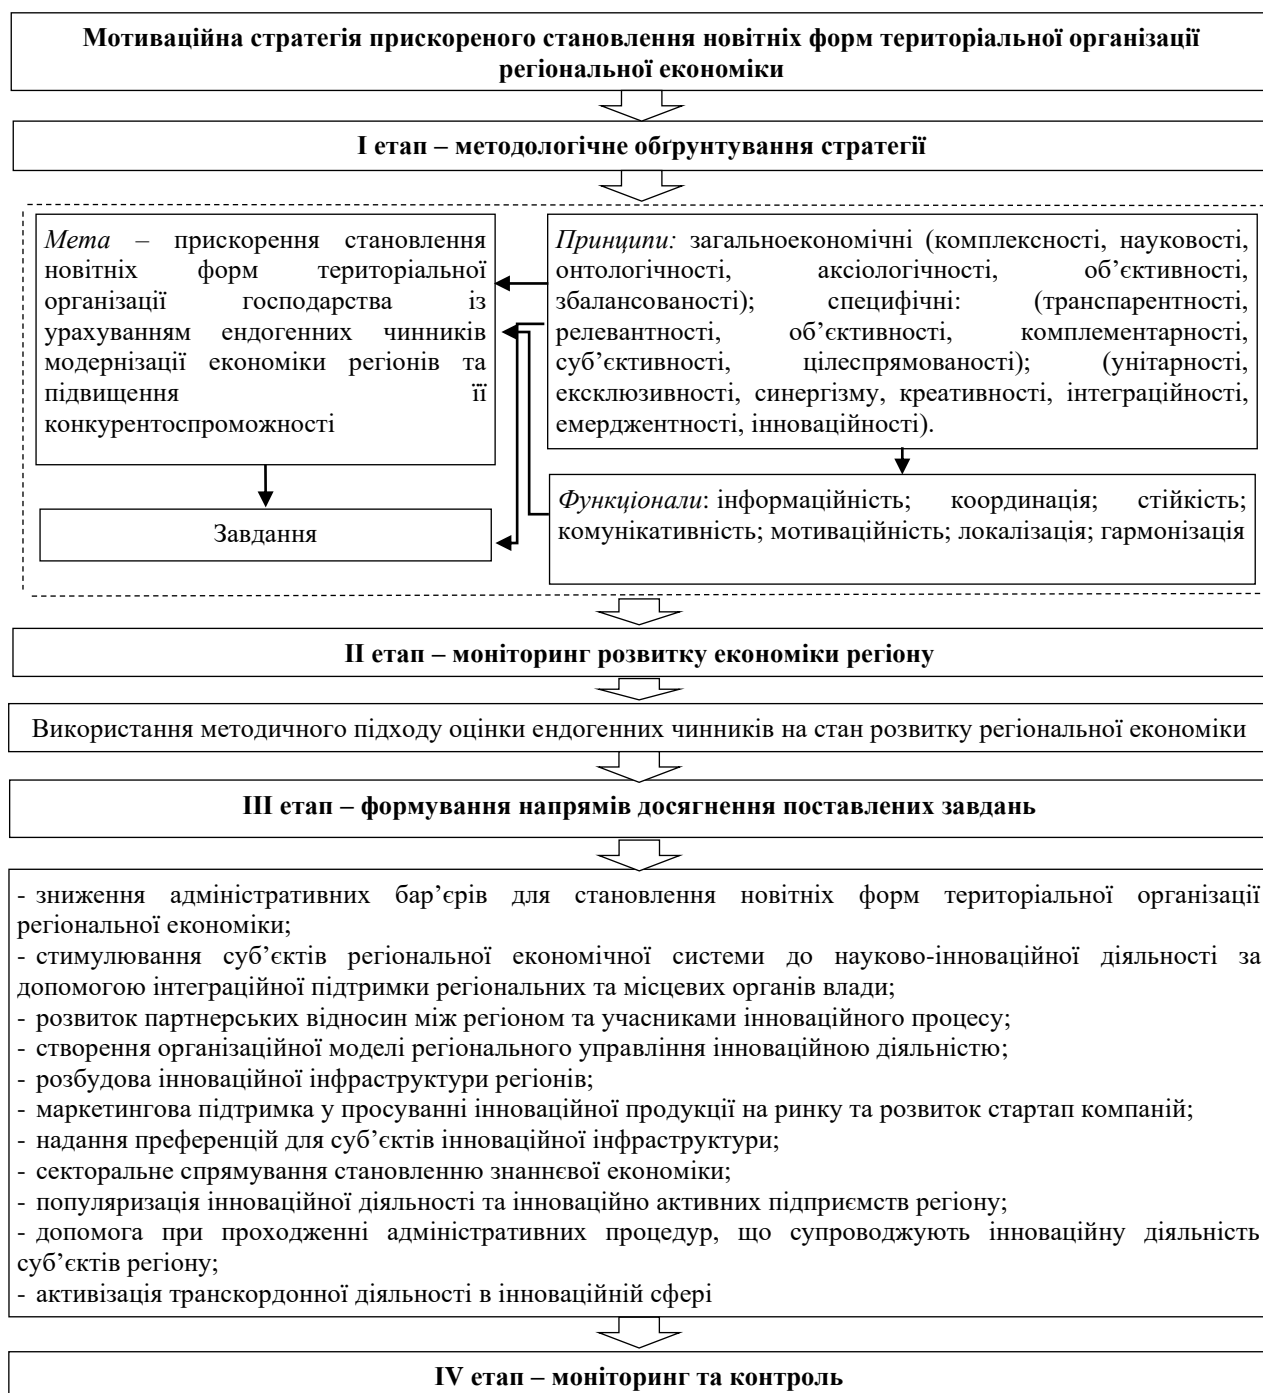 Мотиваційна стратегія прискореного становлення новітніх форм територіальної організації
регіональної економіки
І етап – методологічне обґрунтування стратегії
Мета – прискорення становлення
новітніх форм територіальної
організації господарства із
урахуванням ендогенних чинників
модернізації економіки регіонів та
підвищення її
конкурентоспроможності
Завдання
Принципи: загальноекономічні (комплексності, науковості,
онтологічності, аксіологічності, об’єктивності,
збалансованості); специфічні: (транспарентності,
релевантності, об’єктивності, комплементарності,
суб’єктивності, цілеспрямованості); (унітарності,
ексклюзивності, синергізму, креативності, інтеграційності,
емерджентності, інноваційності).
Функціонали: інформаційність; координація; стійкість;
комунікативність; мотиваційність; локалізація; гармонізація
ІІ етап – моніторинг розвитку економіки регіону
Використання методичного підходу оцінки ендогенних чинників на стан розвитку регіональної економіки
ІІІ етап – формування напрямів досягнення поставлених завдань
- зниження адміністративних бар’єрів для становлення новітніх форм територіальної організації
регіональної економіки;
- стимулювання суб’єктів регіональної економічної системи до науково-інноваційної діяльності за
допомогою інтеграційної підтримки регіональних та місцевих органів влади;
- розвиток партнерських відносин між регіоном та учасниками інноваційного процесу;
- створення організаційної моделі регіонального управління інноваційною діяльністю;
- розбудова інноваційної інфраструктури регіонів;
- маркетингова підтримка у просуванні інноваційної продукції на ринку та розвиток стартап компаній;
- надання преференцій для суб’єктів інноваційної інфраструктури;
- секторальне спрямування становленню знаннєвої економіки;
- популяризація інноваційної діяльності та інноваційно активних підприємств регіону;
- допомога при проходженні адміністративних процедур, що супроводжують інноваційну діяльність
суб’єктів регіону;
- активізація транскордонної діяльності в інноваційній сфері
IV етап – моніторинг та контроль